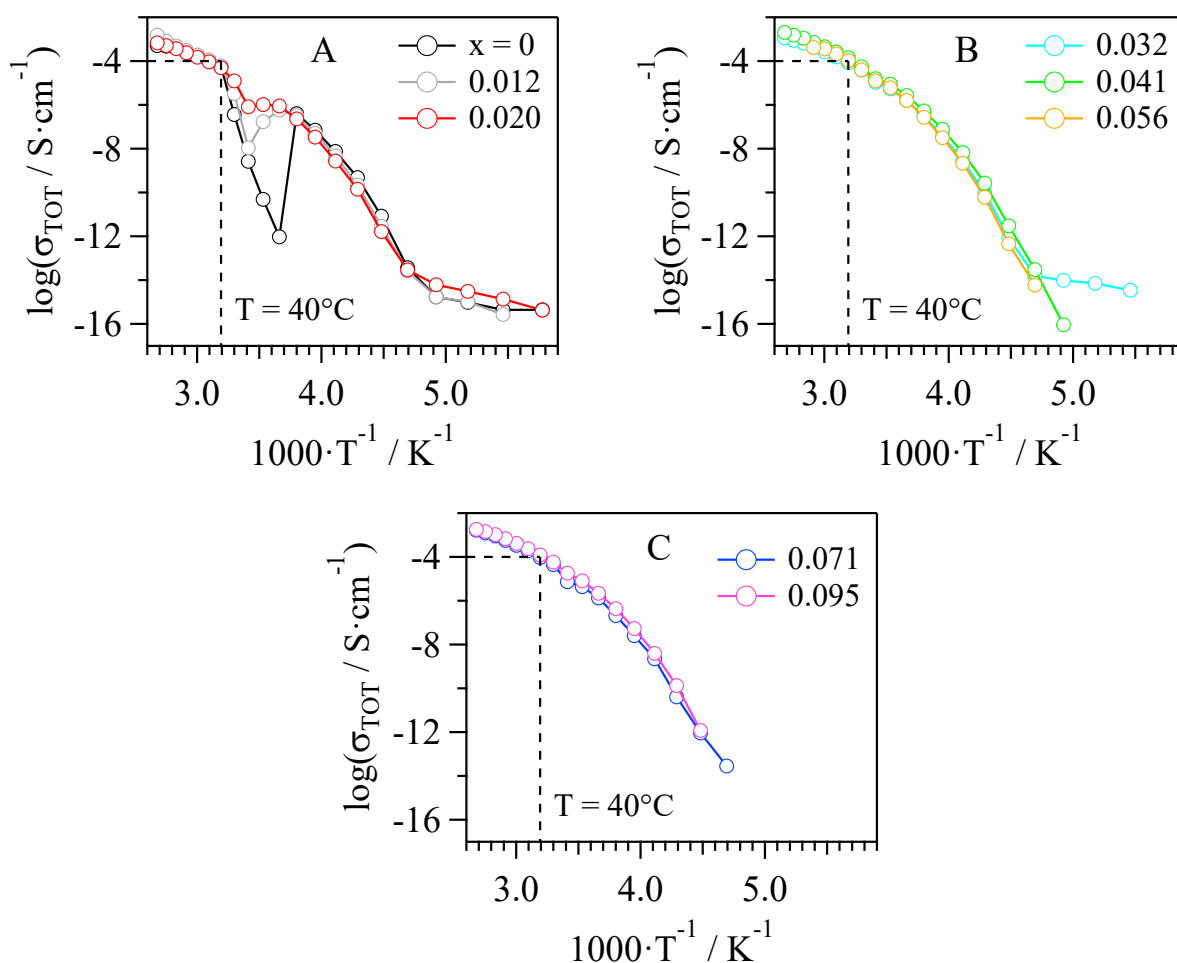 A
x = 0
0.012
0.020
log(σTOT / S·cm⁻¹)
-4
-8
-12
-16
T = 40°C
3.0 4.0 5.0
1000·T⁻¹ / K⁻¹
B
0.032
0.041
0.056
log(σTOT / S·cm⁻¹)
-4
-8
-12
-16
T = 40°C
3.0 4.0 5.0
1000·T⁻¹ / K⁻¹
C
0.071
0.095
log(σTOT / S·cm⁻¹)
-4
-8
-12
-16
T = 40°C
3.0 4.0 5.0
1000·T⁻¹ / K⁻¹